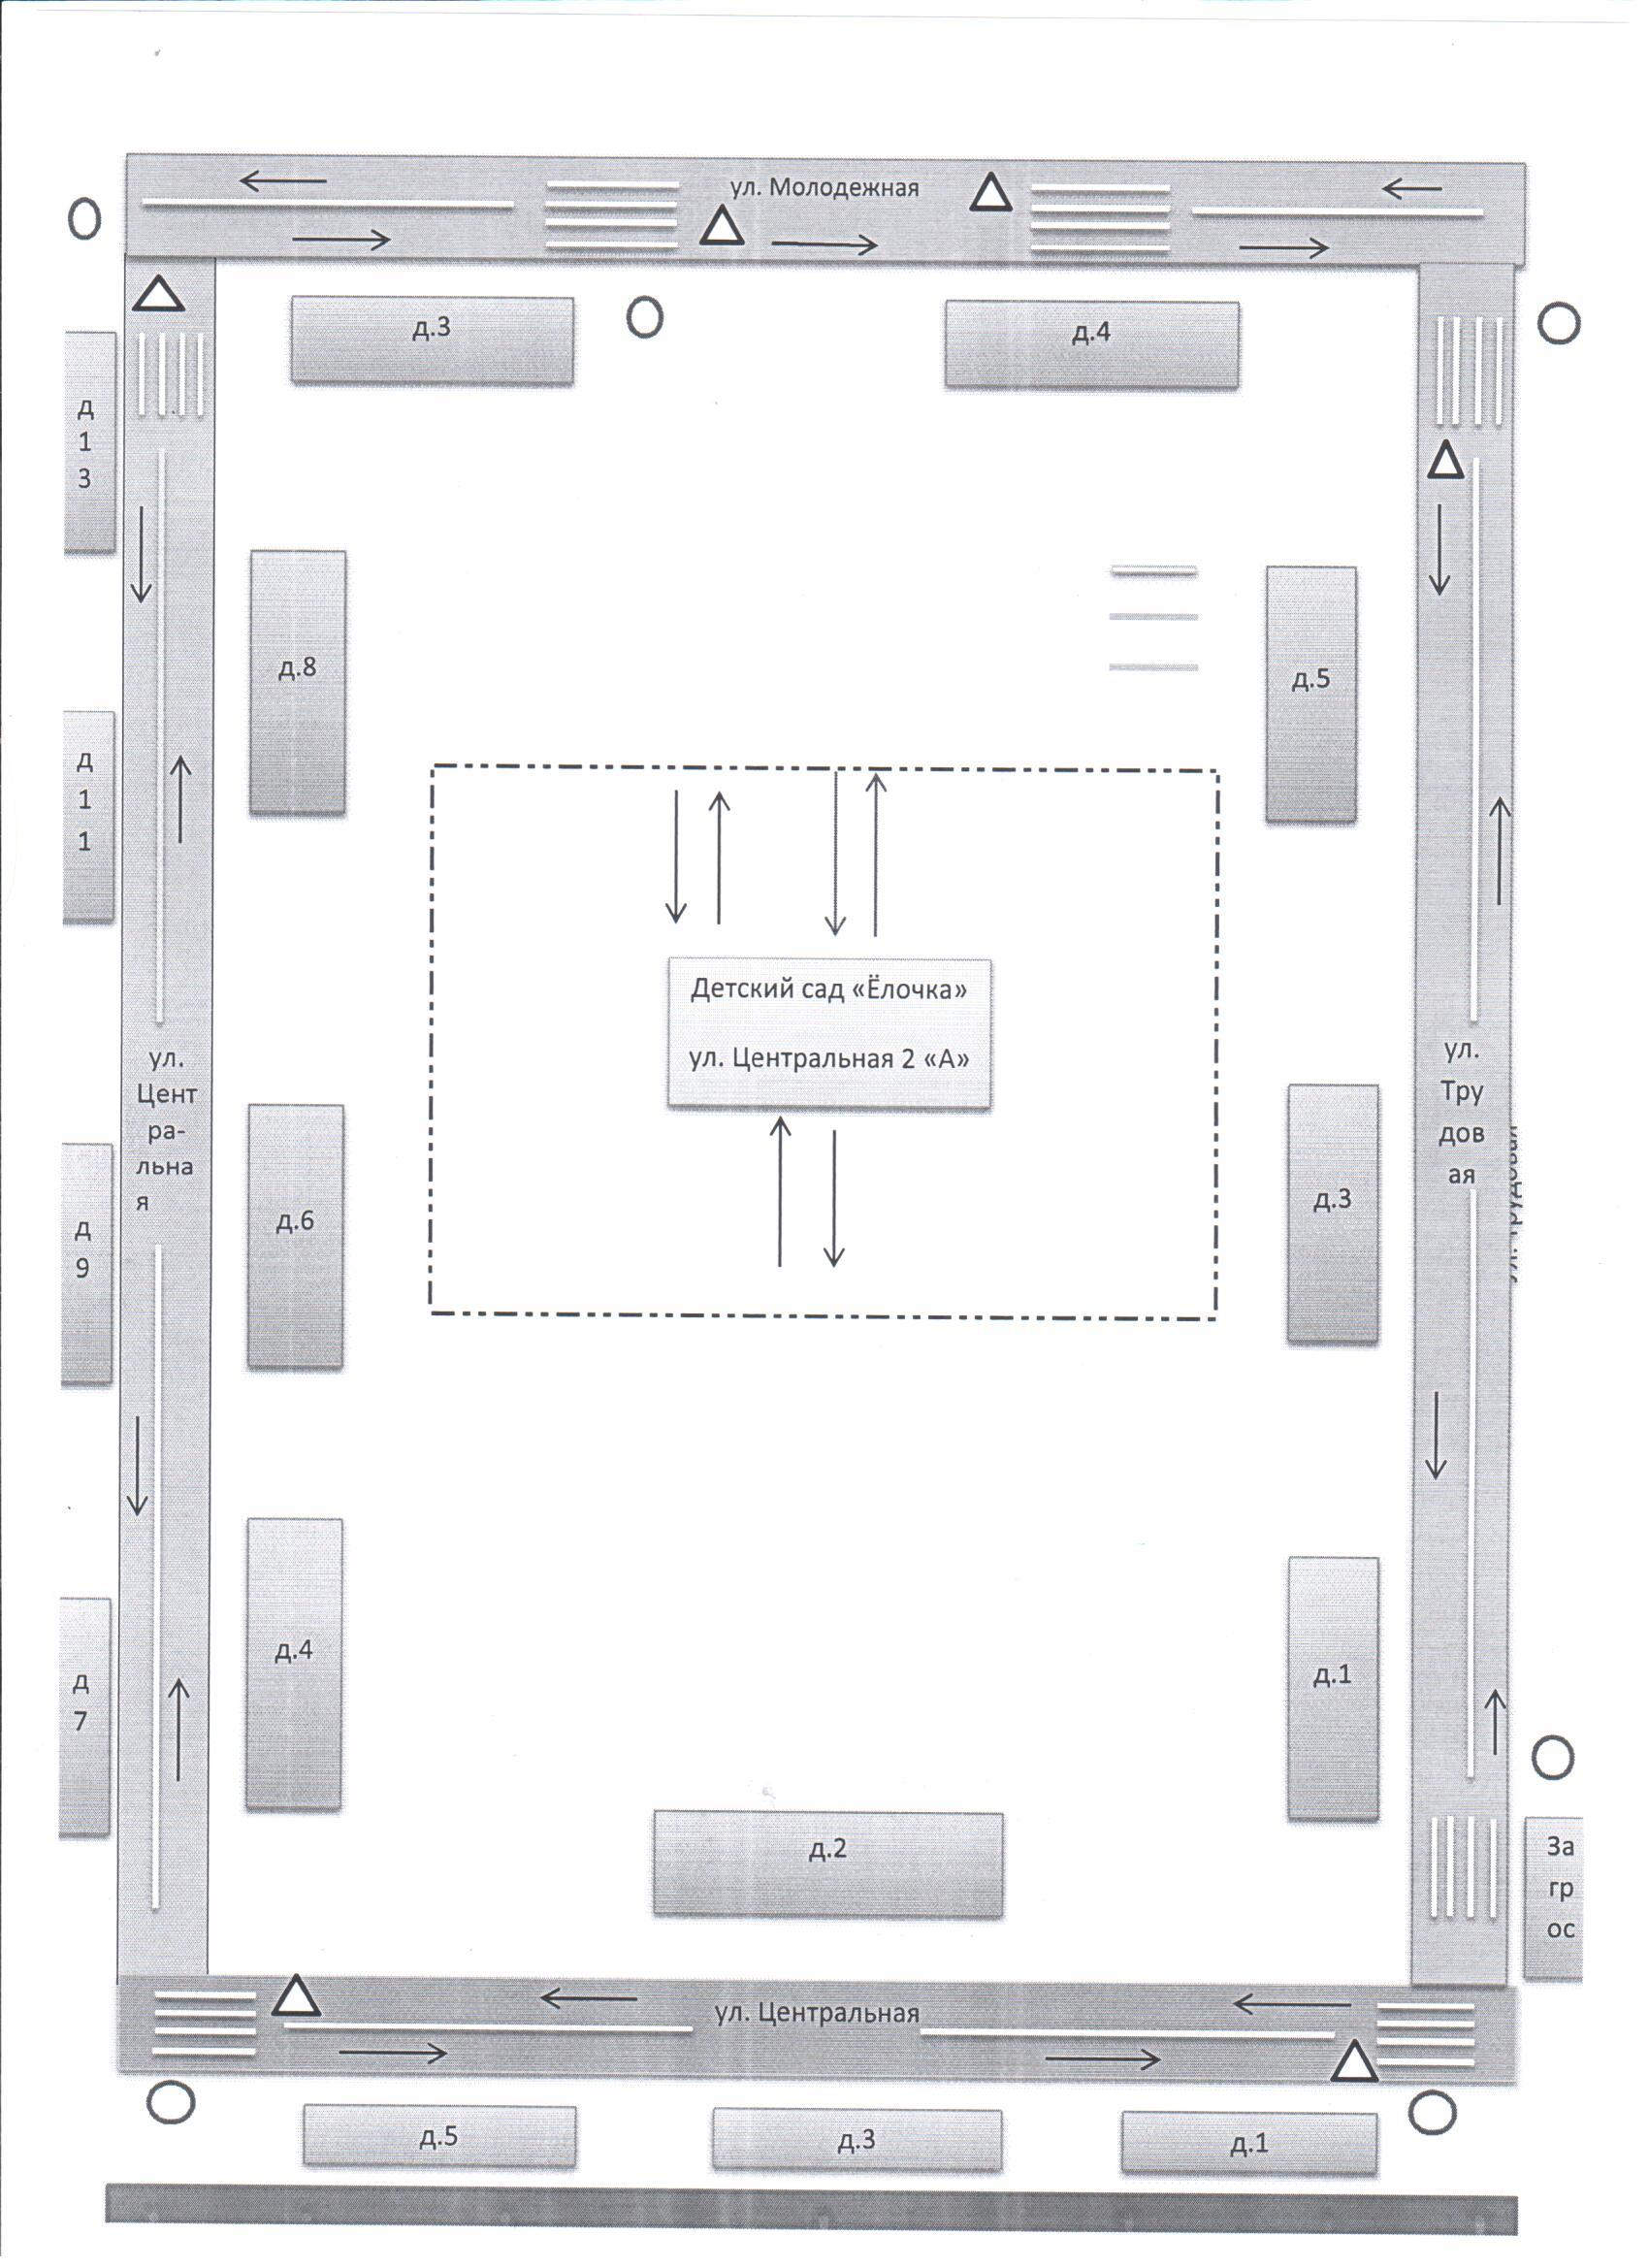 ул. Молодежная
д.3
д.4
д
1
3
д.8
д.5
д
1
1
Детский сад «Ёлочка»
ул. Центральная 2 «А»
ул.
Цент
ра-
льна
я
ул.
Тру
дов
ая
д
9
д.6
д.3
д.4
д.1
д
7
д.2
За
гр
ос
ул. Центральная
д.5
д.3
д.1